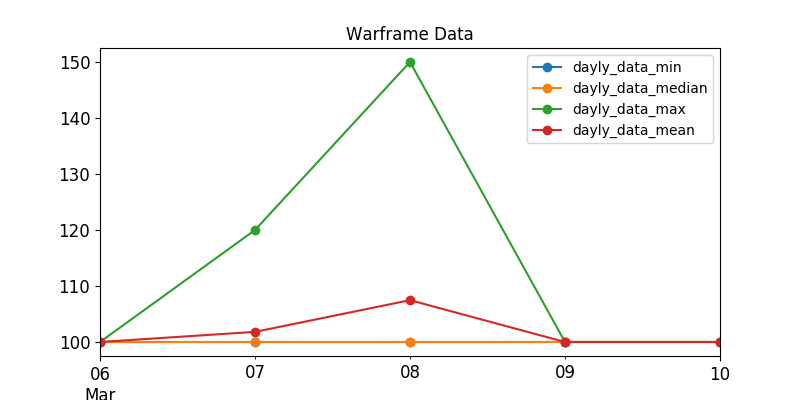 Warframe Data
dayly_data_min
dayly_data_median
dayly_data_max
dayly_data_mean
150
140
130
120
110
100
06 07 08 09 10
Mar